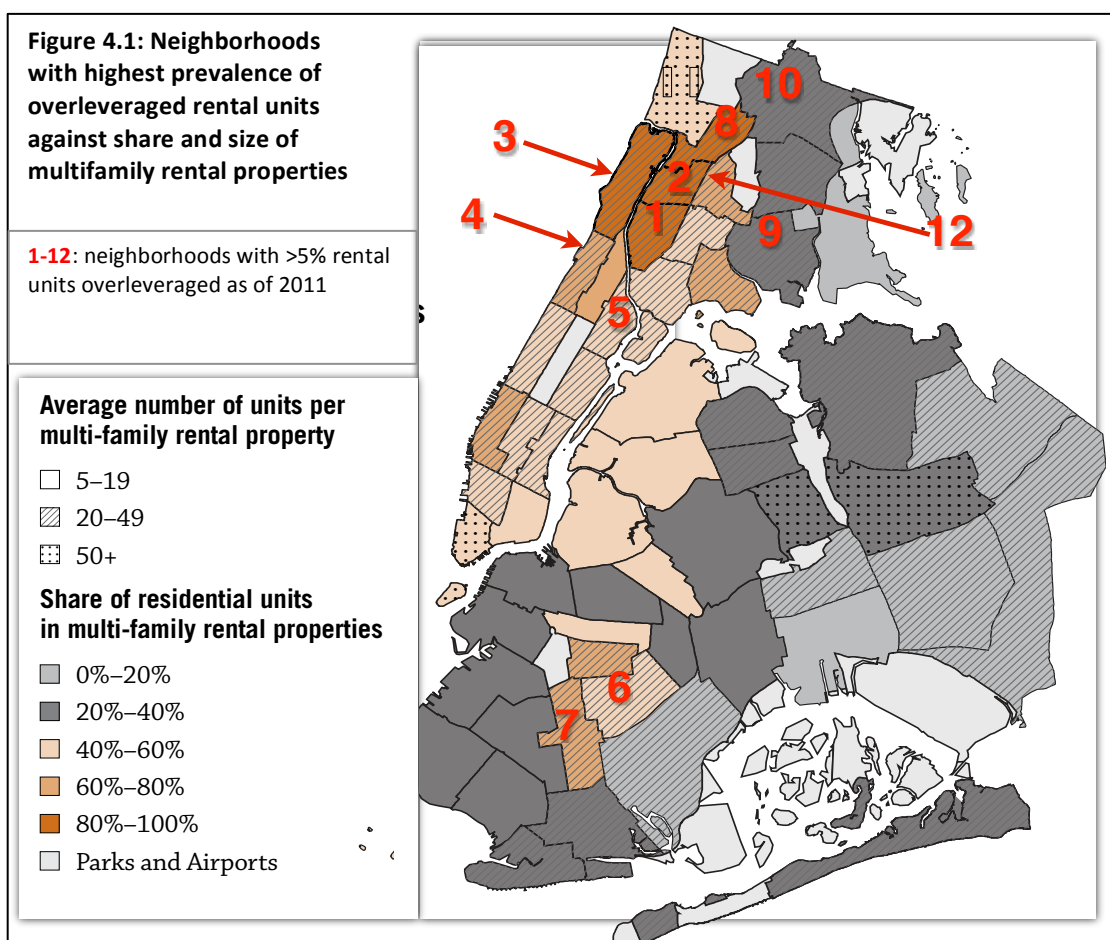 Figure 4.1: Neighborhoods
with highest prevalence of
overleveraged rental units
against share and size of
multifamily rental properties
1-12: neighborhoods with >5% rental
units overleveraged as of 2011
s
Average number of units per
multi-family rental property
5–19
20–49
50+
Share of residential units
in multi-family rental properties
0%–20%
20%–40%
40%–60%
60%–80%
80%–100%
Parks and Airports
10
8
3
2
4
1
9
12
5
6
7